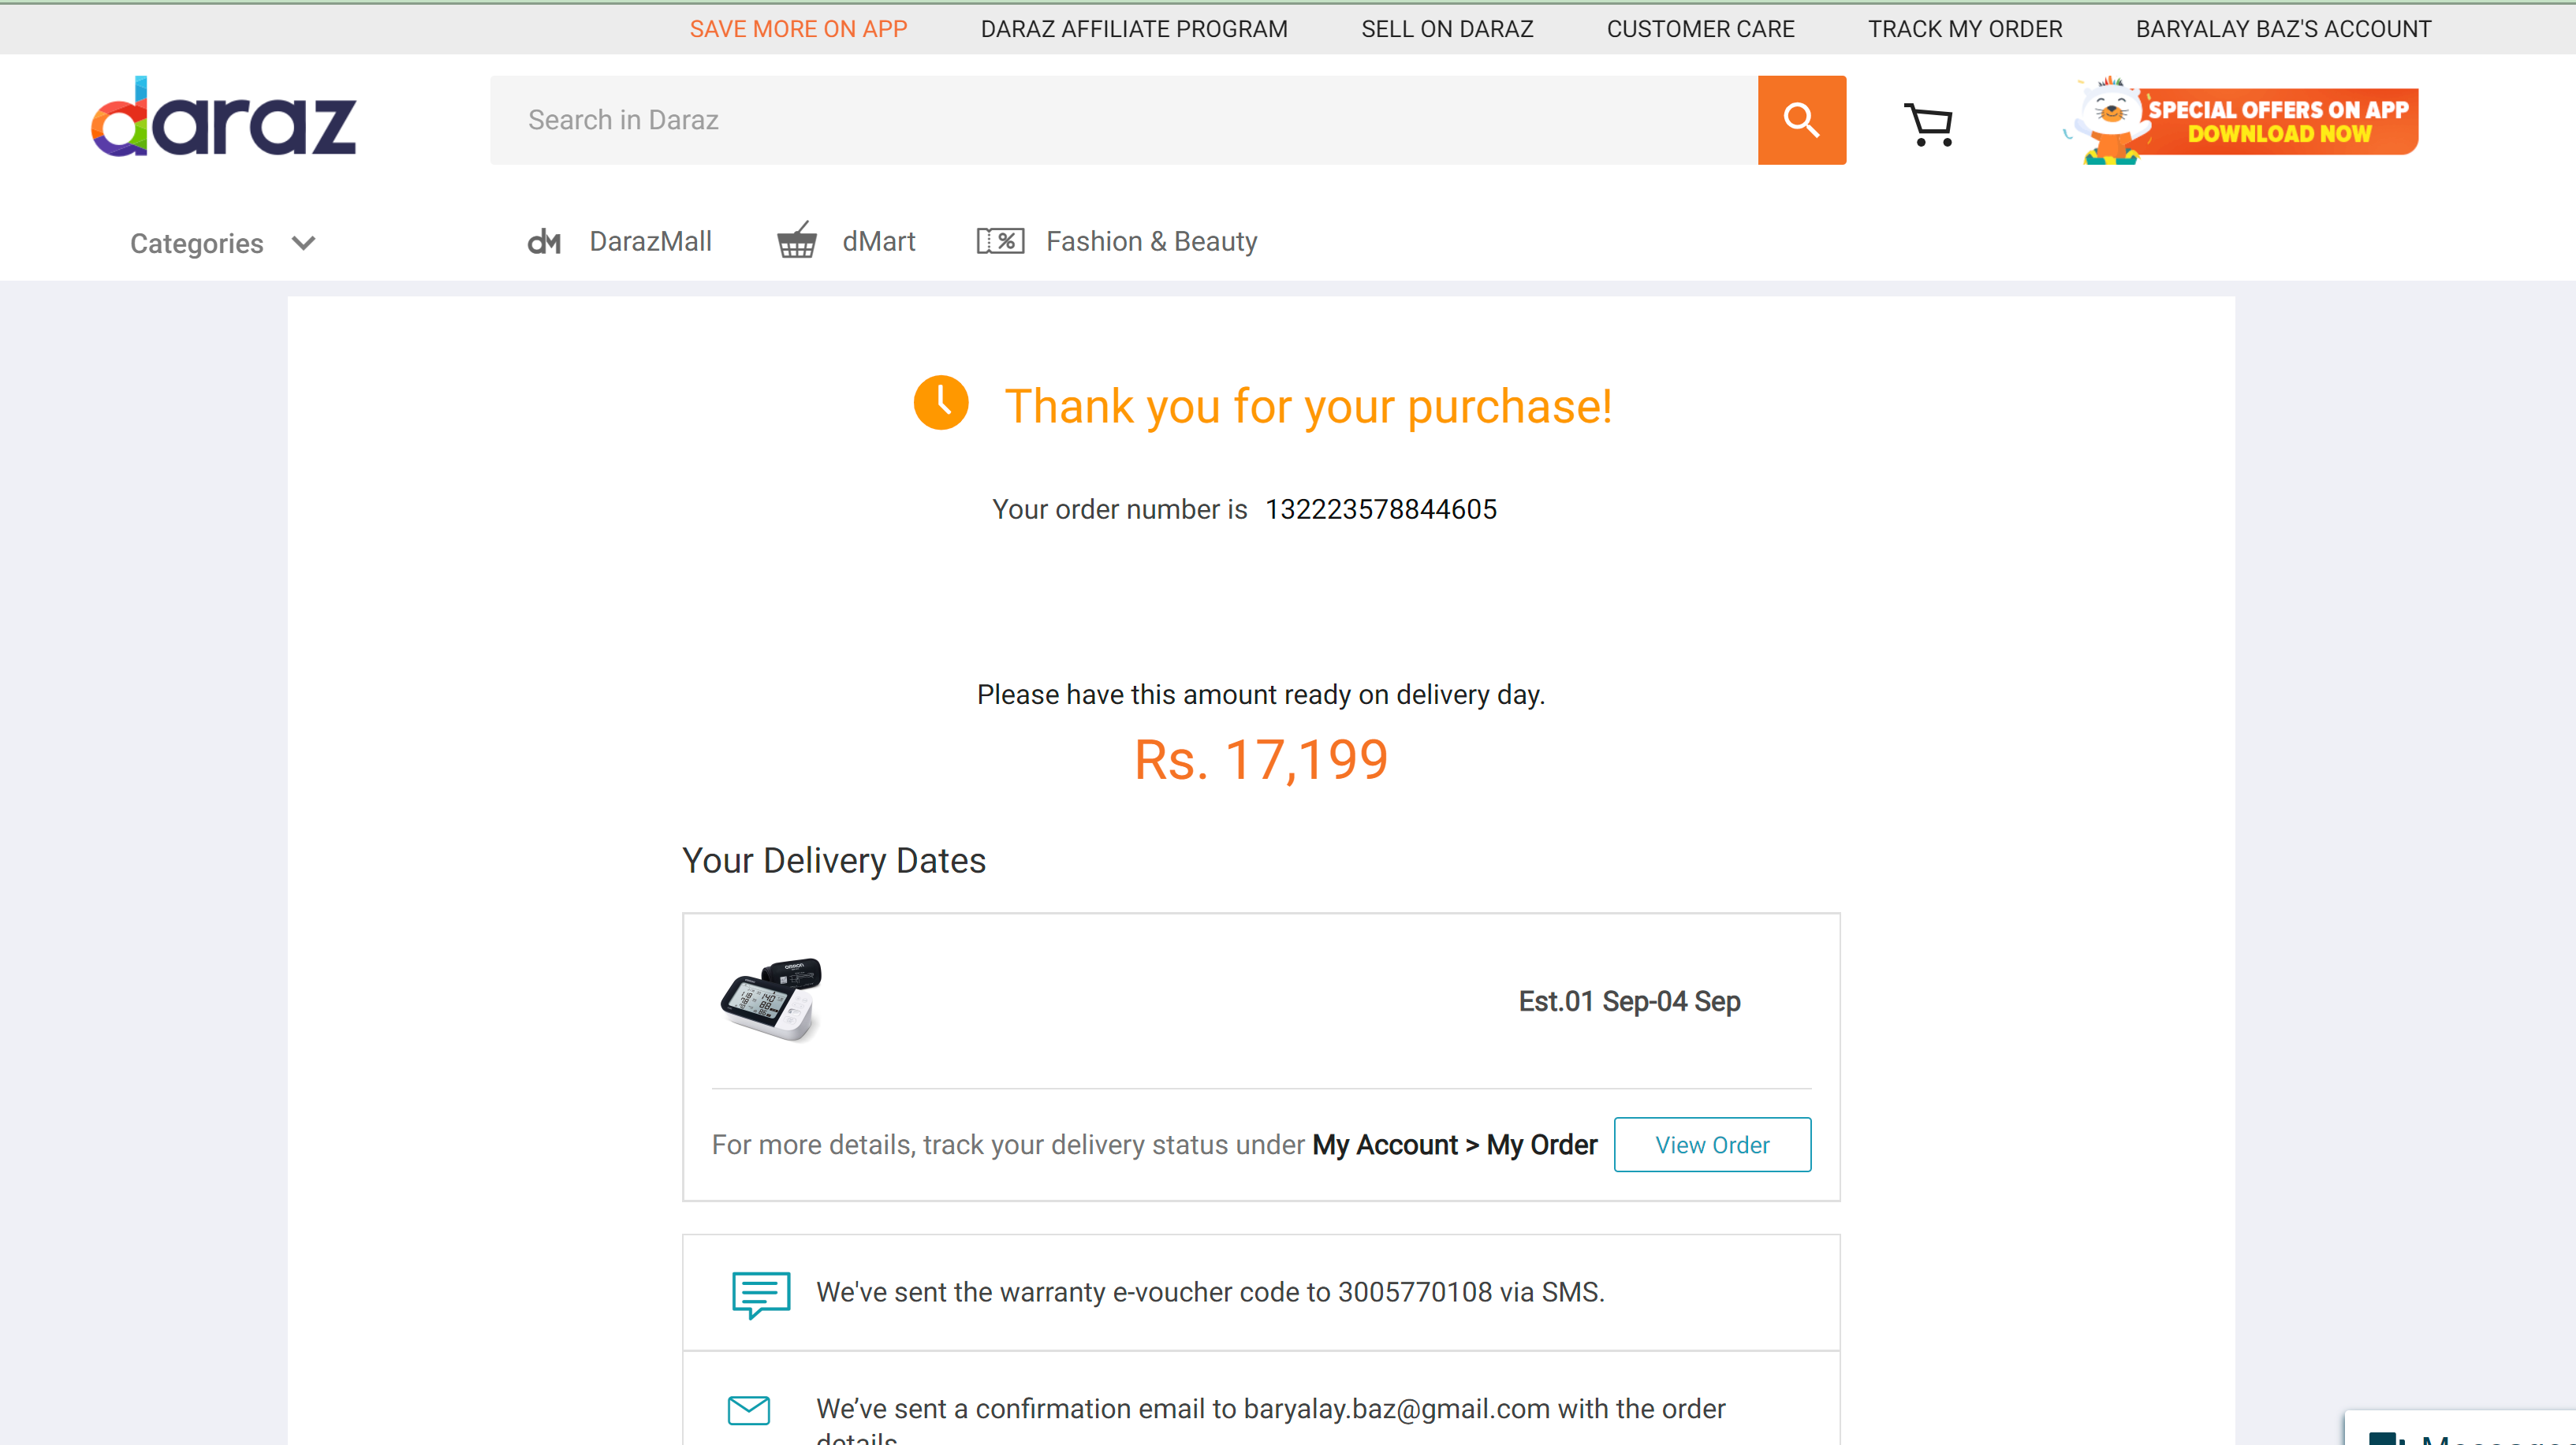 SAVE MORE ON APP DARAZ AFFILIATE PROGRAM SELL ON DARAZ CUSTOMER CARE TRACK MY ORDER BARYALAY BAZ'S ACCOUNT
daraz
Search in Daraz
SPECIAL OFFERS ON APP
DOWNLOAD NOW
Categories dM DarazMall dMart % Fashion & Beauty
Thank you for your purchase!
Your order number is 132223578844605
Please have this amount ready on delivery day.
Rs. 17,199
Your Delivery Dates
Est.01 Sep-04 Sep
For more details, track your delivery status under My Account > My Order View Order
We've sent the warranty e-voucher code to 3005770108 via SMS.
We’ve sent a confirmation email to baryalay.baz@gmail.com with the order
details